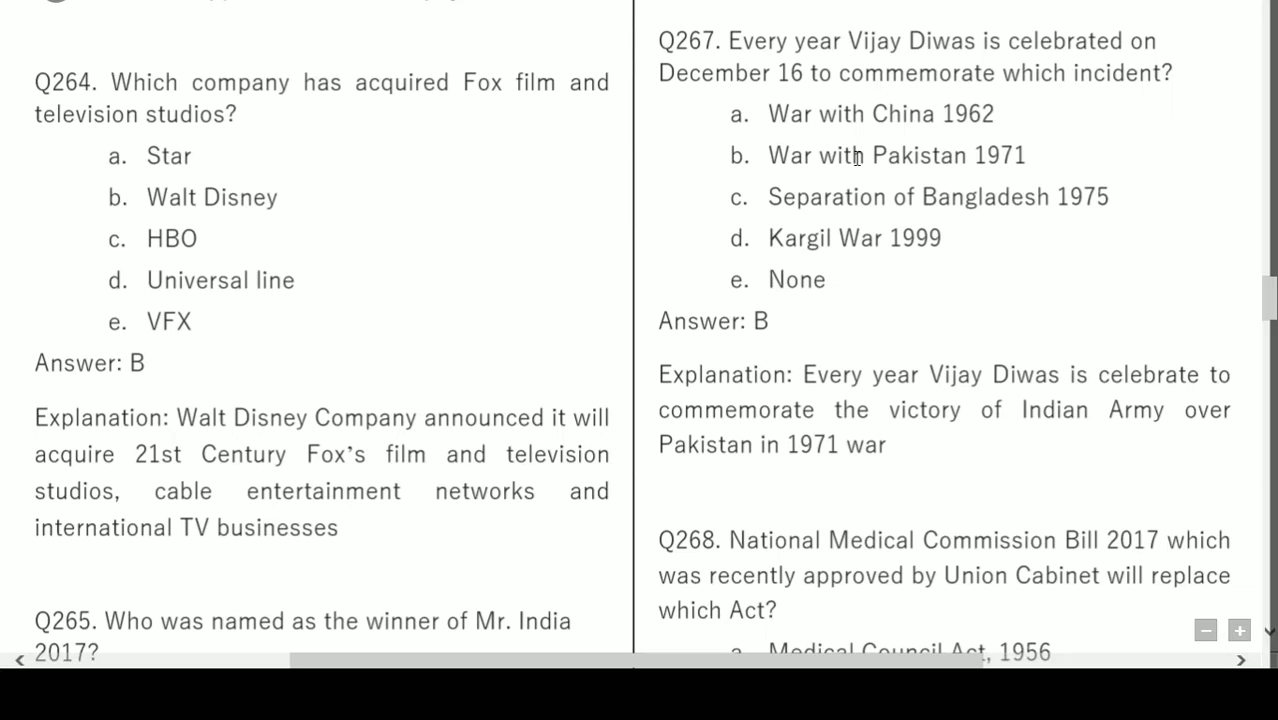 Q264. Which company has acquired Fox film and
television studios?
a. Star
b. Walt Disney
c. HBO
d. Universal line
e. VFX
Answer: B
Explanation: Walt Disney Company announced it will
acquire 21st Century Fox’s film and television
studios, cable entertainment networks and
international TV businesses
Q265. Who was named as the winner of Mr. India
2017?
Q267. Every year Vijay Diwas is celebrated on
December 16 to commemorate which incident?
a. War with China 1962
b. War with Pakistan 1971
c. Separation of Bangladesh 1975
d. Kargil War 1999
e. None
Answer: B
Explanation: Every year Vijay Diwas is celebrate to
commemorate the victory of Indian Army over
Pakistan in 1971 war
Q268. National Medical Commission Bill 2017 which
was recently approved by Union Cabinet will replace
which Act?
a. Medical Council Act, 1956